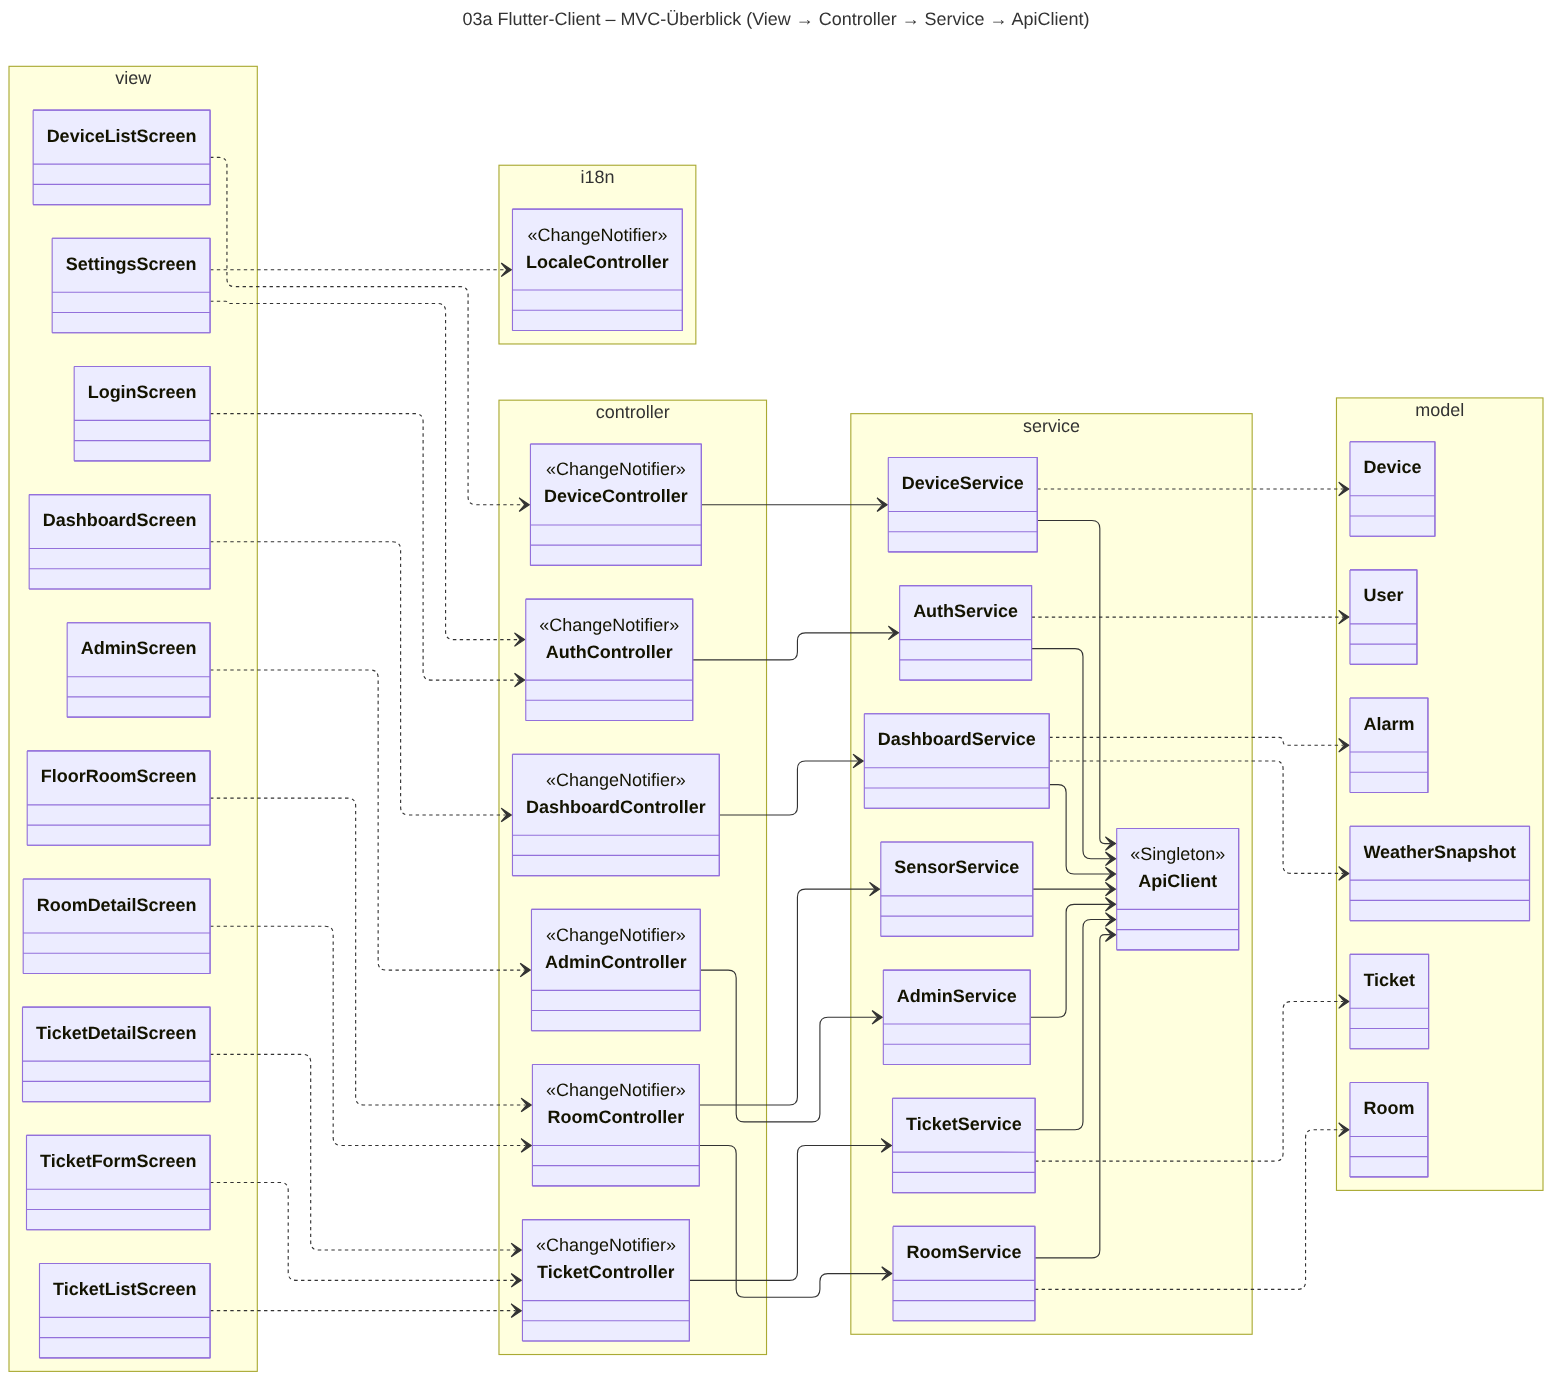 03a Flutter-Client – MVC-Überblick (View → Controller → Service → ApiClient)
view
DeviceListScreen
SettingsScreen
LoginScreen
DashboardScreen
AdminScreen
FloorRoomScreen
RoomDetailScreen
TicketDetailScreen
TicketFormScreen
TicketListScreen
i18n
«ChangeNotifier»
LocaleController
controller
«ChangeNotifier»
DeviceController
«ChangeNotifier»
AuthController
«ChangeNotifier»
DashboardController
«ChangeNotifier»
AdminController
«ChangeNotifier»
RoomController
«ChangeNotifier»
TicketController
service
DeviceService
AuthService
DashboardService
SensorService
AdminService
TicketService
RoomService
«Singleton»
ApiClient
model
Device
User
Alarm
WeatherSnapshot
Ticket
Room